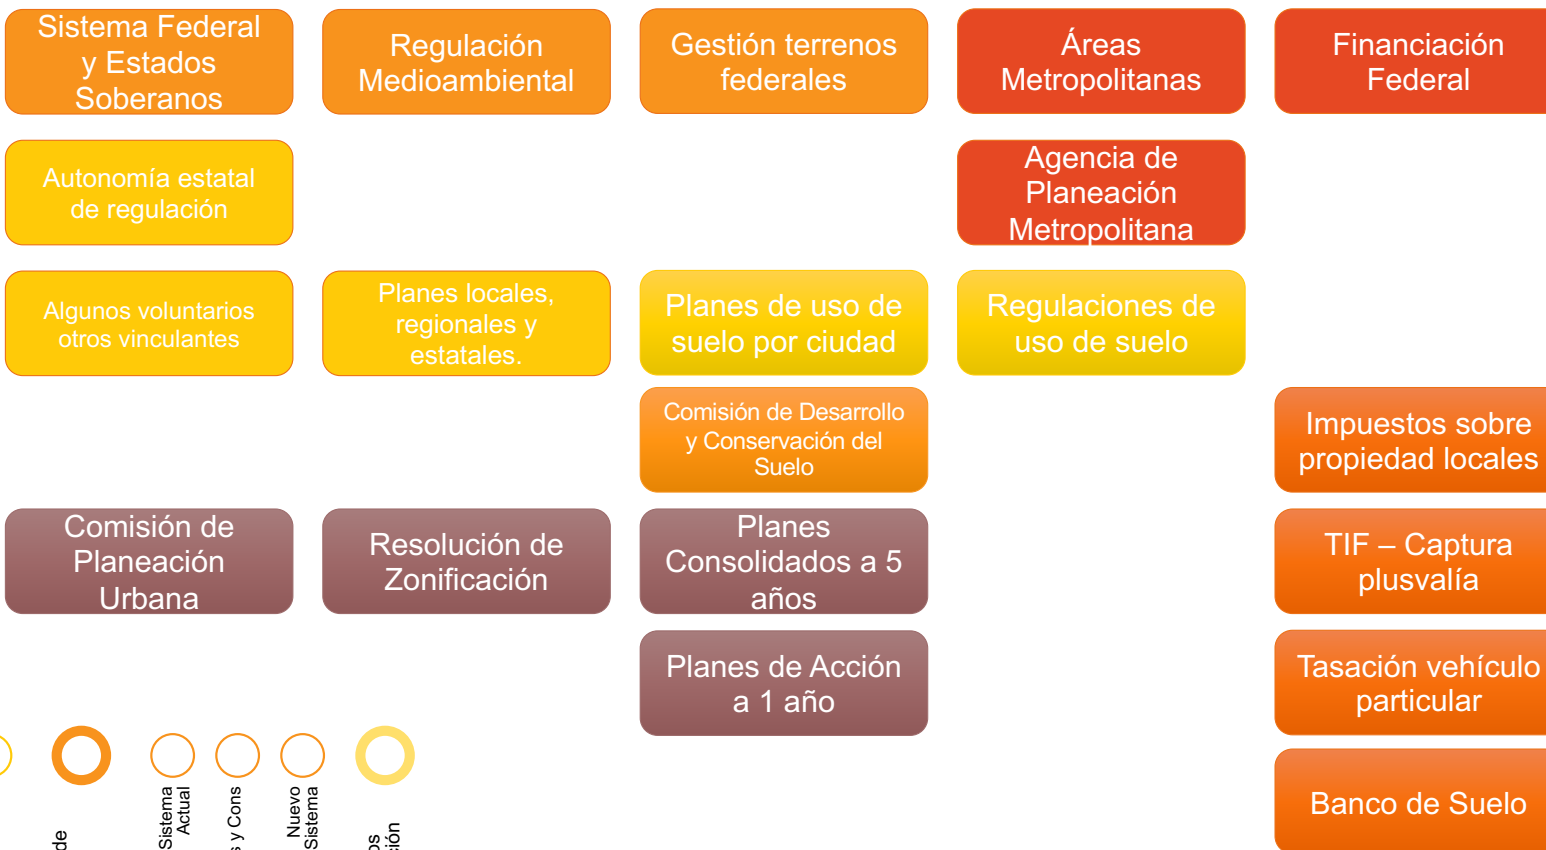 Sistema Federal
y Estados
Soberanos
Regulación
Medioambiental
Gestión terrenos
federales
Áreas
Metropolitanas
Financiación
Federal
Autonomía estatal
de regulación
Agencia de
Planeación
Metropolitana
Algunos voluntarios
otros vinculantes
Planes locales,
regionales y
estatales.
Planes de uso de
suelo por ciudad
Regulaciones de
uso de suelo
Comisión de Desarrollo
y Conservación del
Suelo
Impuestos sobre
propiedad locales
Comisión de
Planeación
Urbana
Resolución de
Zonificación
Planes
Consolidados a 5
años
TIF – Captura
plusvalía
Planes de Acción
a 1 año
Tasación vehículo
particular
Banco de Suelo
de
Sistema
Actual
y Cons
Nuevo
Sistema